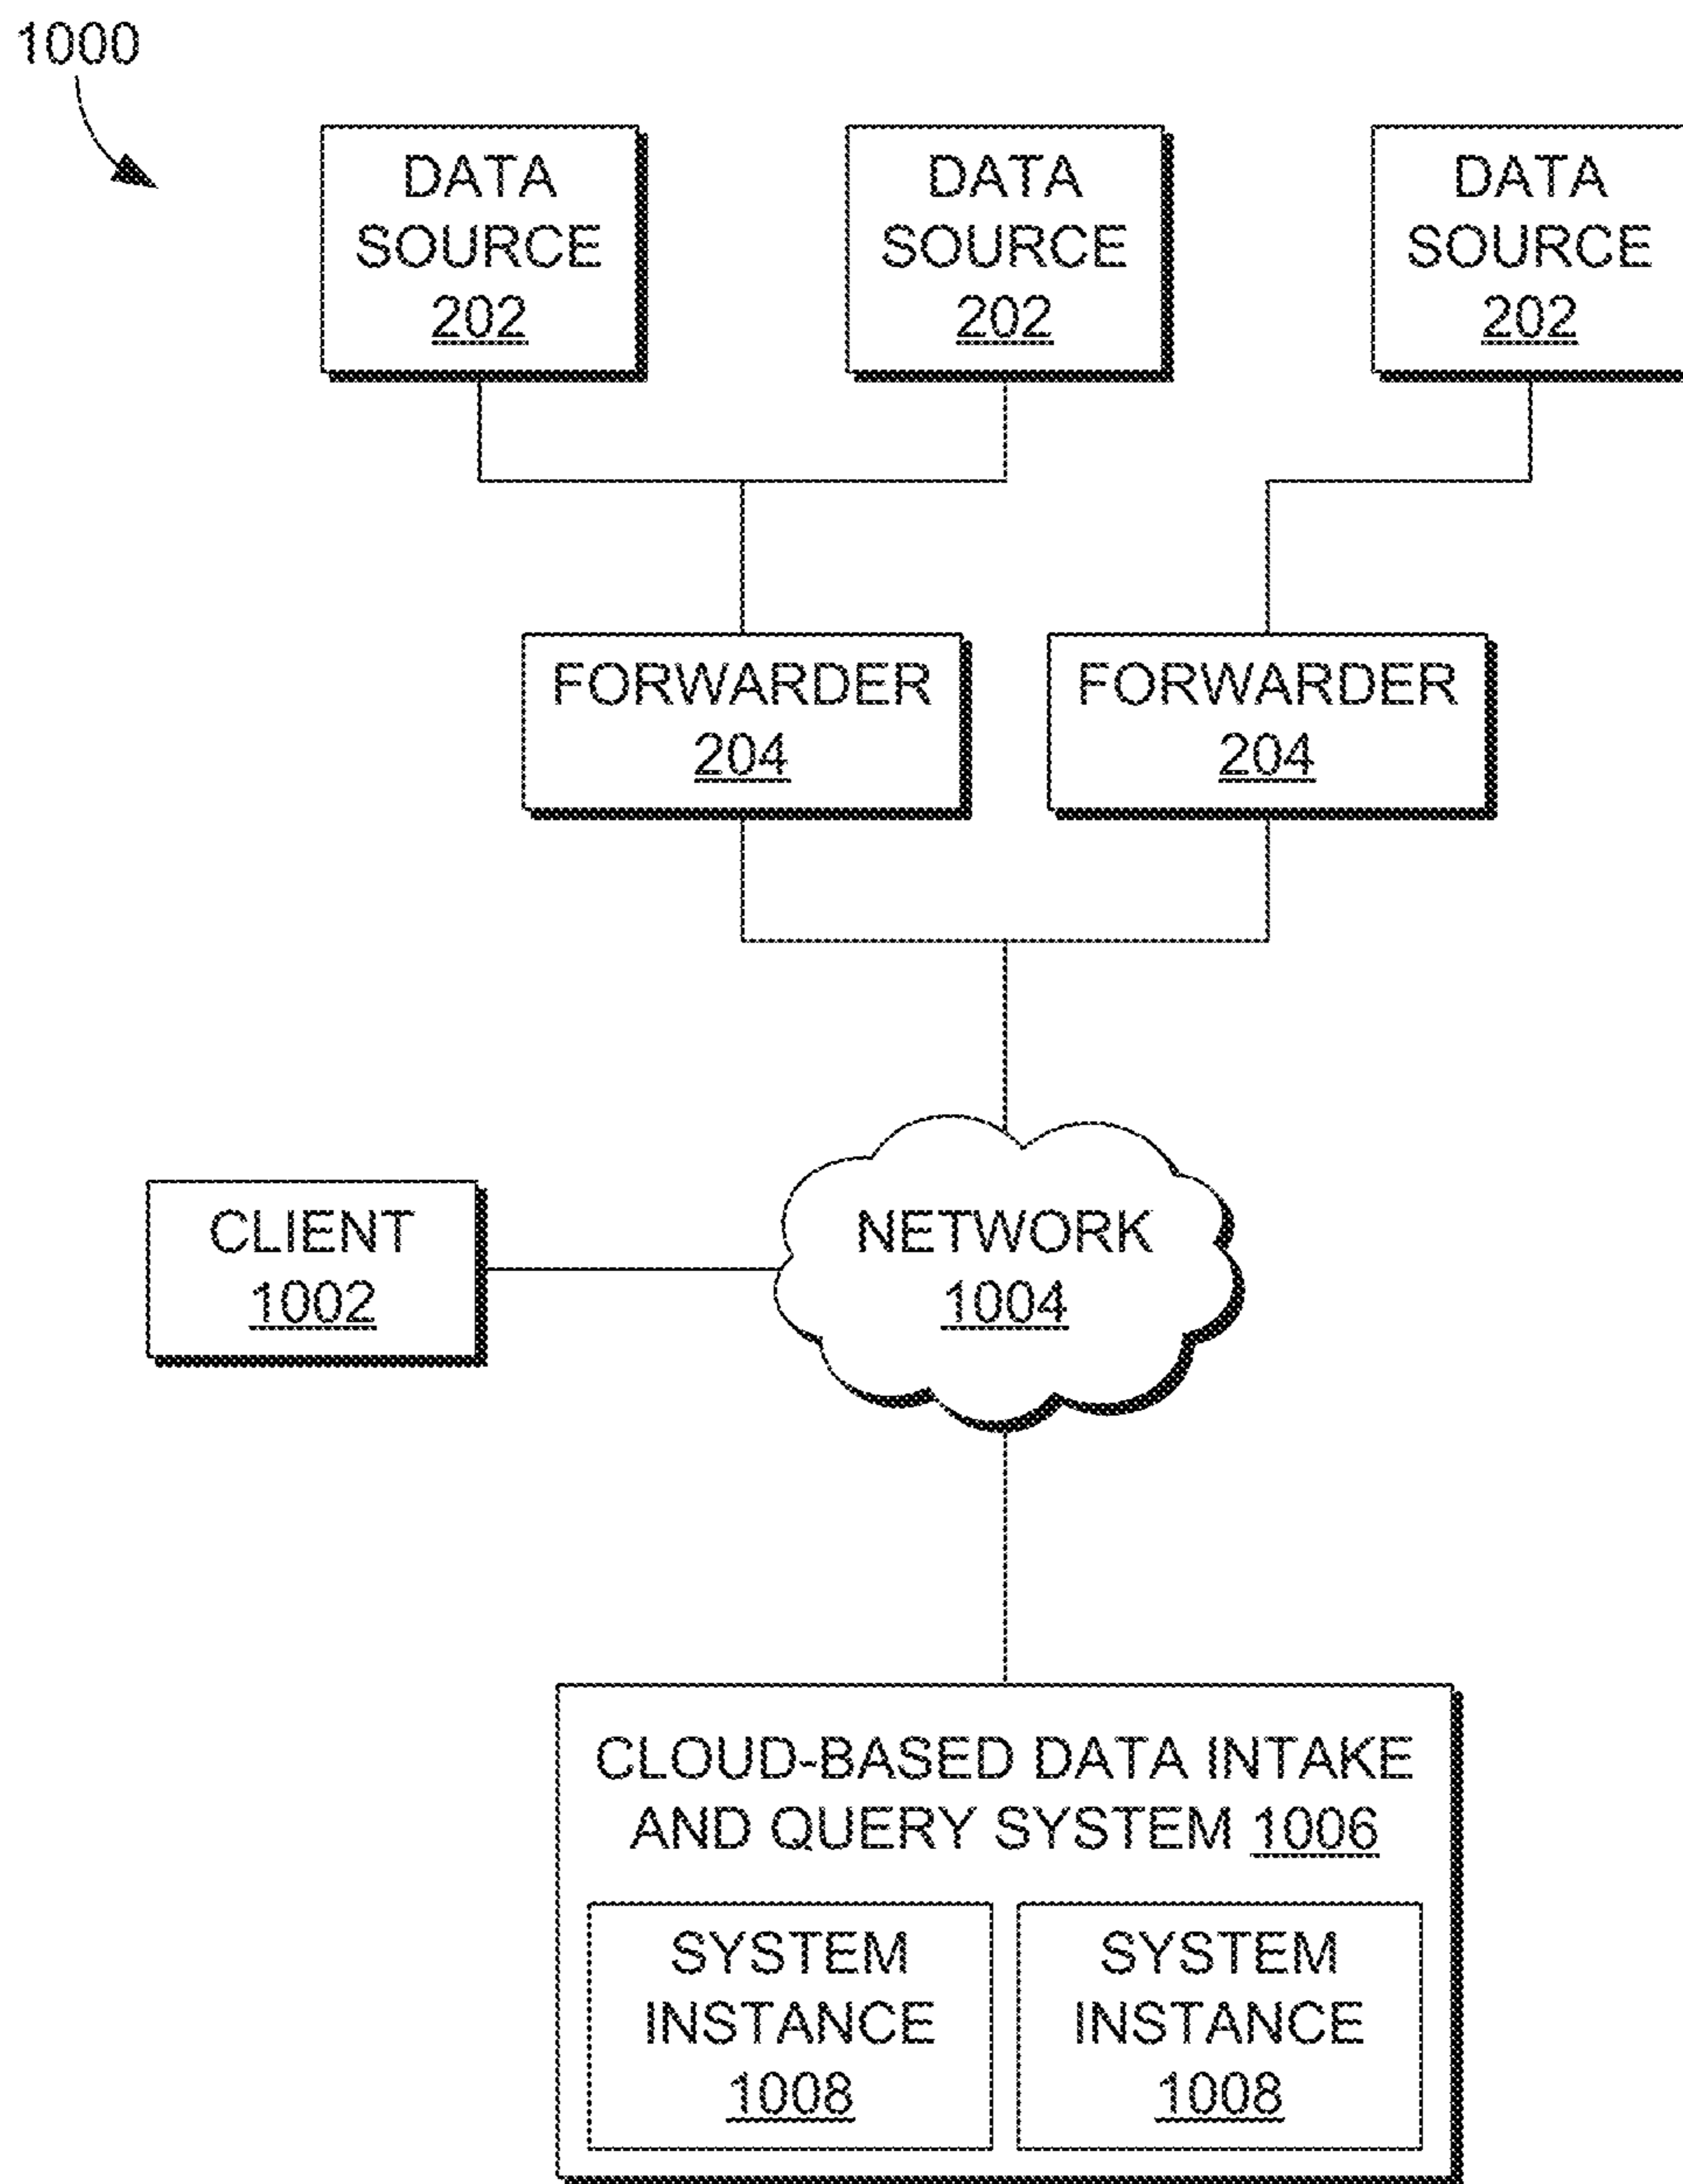 1000
DATA
SOURCE
202
DATA
SOURCE
202
DATA
SOURCE
202
FORWARDER
204
FORWARDER
204
CLIENT
1002
NETWORK
1004
CLOUD-BASED DATA INTAKE
AND QUERY SYSTEM 1006
SYSTEM
INSTANCE
1008
SYSTEM
INSTANCE
1008